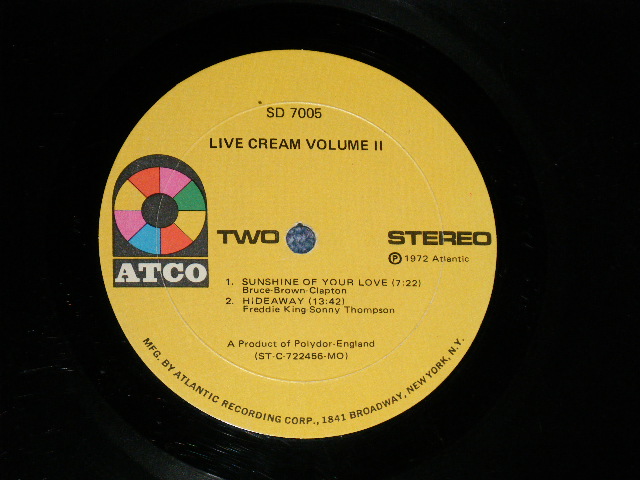 SD 7005
LIVE CREAM VOLUME II
ATCO
TWO
STEREO
Ⓟ 1972 Atlantic
1. SUNSHINE OF YOUR LOVE (7:22)
Bruce-Brown-Clapton
2. HIDEAWAY (13:42)
Freddie King Sonny Thompson
A Product of Polydor-England
(ST-C-722456-MO)
MFG. BY ATLANTIC RECORDING CORP., 1841 BROADWAY, NEW YORK, N.Y.